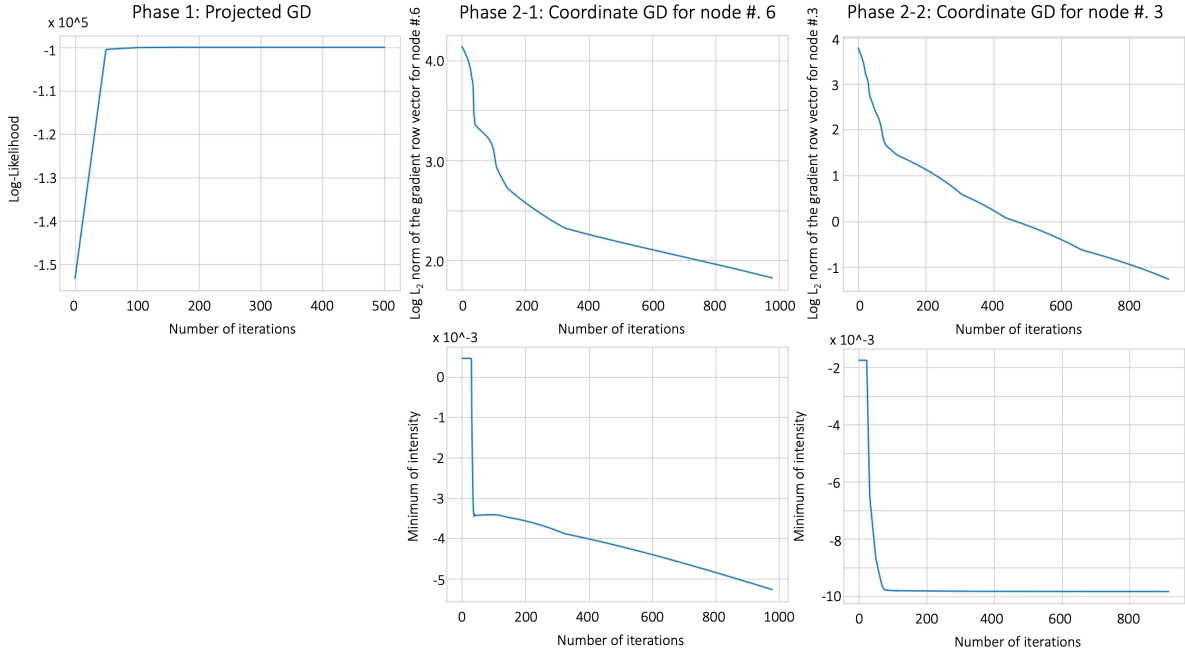 Phase 1: Projected GD
x 10^5
-1
-1.1
-1.2
-1.3
-1.4
-1.5
Log-Likelihood
0 100 200 300 400 500
Number of iterations
Phase 2-1: Coordinate GD for node #. 6
Log L2 norm of the gradient row vector for node #.6
4.0
3.0
2.0
0 200 400 600 800 1000
Number of iterations
Phase 2-2: Coordinate GD for node #. 3
Log L2 norm of the gradient row vector for node #.3
4
3
2
1
0
-1
0 200 400 600 800
Number of iterations
x 10^-3
0
-1
-2
-3
-4
-5
Minimum of intensity
0 200 400 600 800 1000
Number of iterations
x 10^-3
-2
-4
-6
-8
-10
Minimum of intensity
0 200 400 600 800
Number of iterations